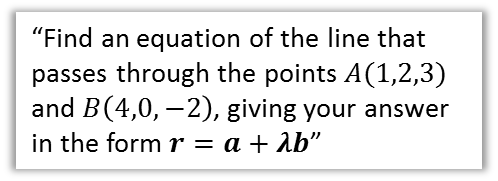 “Find an equation of the line that
passes through the points A(1,2,3)
and B(4,0,−2), giving your answer
in the form r = a + λb”